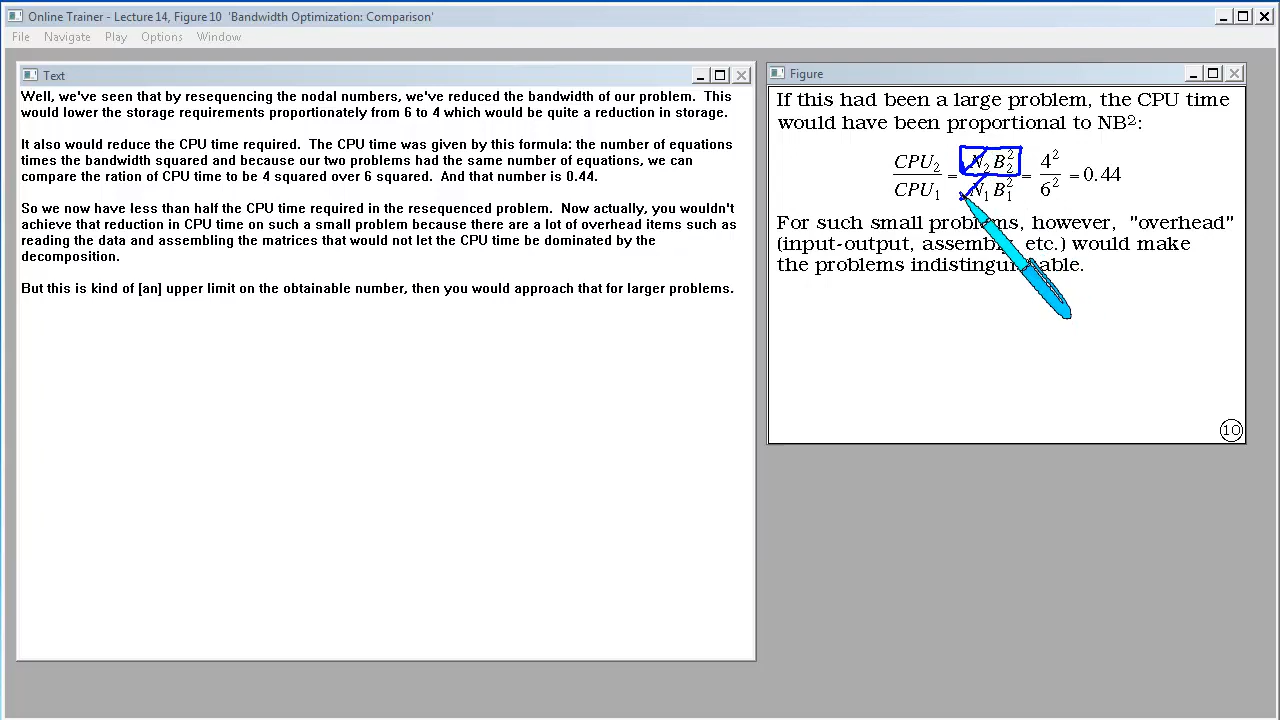 Online Trainer - Lecture 14, Figure 10 'Bandwidth Optimization: Comparison'
File Navigate Play Options Window
Text
Well, we've seen that by resequencing the nodal numbers, we've reduced the bandwidth of our problem. This
would lower the storage requirements proportionately from 6 to 4 which would be quite a reduction in storage.
It also would reduce the CPU time required. The CPU time was given by this formula: the number of equations
times the bandwidth squared and because our two problems had the same number of equations, we can
compare the ration of CPU time to be 4 squared over 6 squared. And that number is 0.44.
So we now have less than half the CPU time required in the resequenced problem. Now actually, you wouldn't
achieve that reduction in CPU time on such a small problem because there are a lot of overhead items such as
reading the data and assembling the matrices that would not let the CPU time be dominated by the
decomposition.
But this is kind of [an] upper limit on the obtainable number, then you would approach that for larger problems.
Figure
If this had been a large problem, the CPU time
would have been proportional to NB²:
CPU₂ / CPU₁ = N₂B₂² / N₁B₁² = 4² / 6² = 0.44
For such small problems, however, "overhead"
(input-output, assembly, etc.) would make
the problems indistinguishable.
10